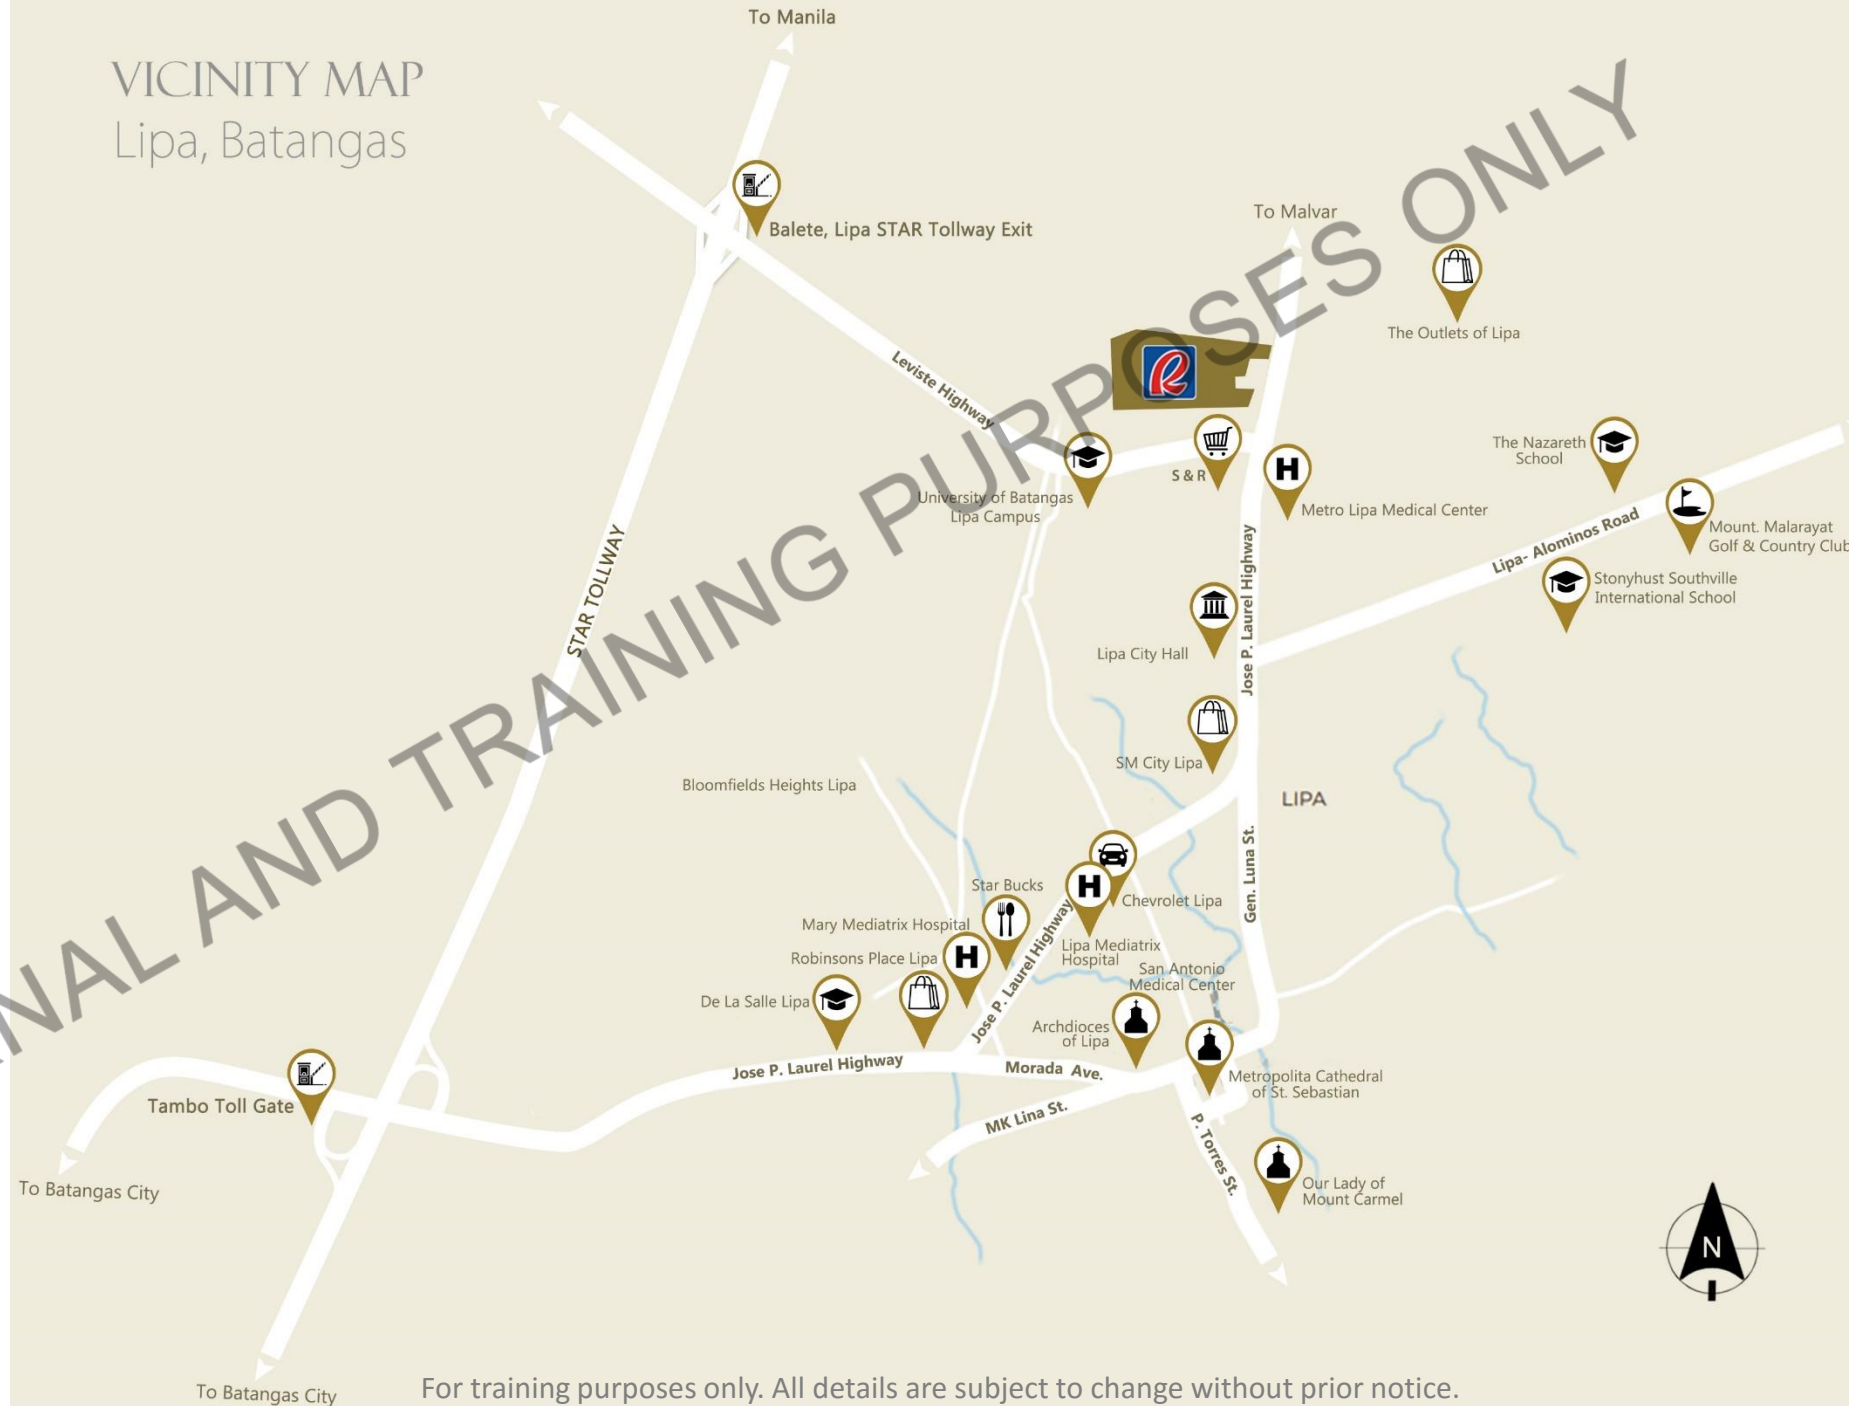 To Manila
VICINITY MAP
Lipa, Batangas
Balete, Lipa STAR Tollway Exit
To Malvar
The Outlets of Lipa
Leviste Highway
R
The Nazareth
School
S & R
University of Batangas
Lipa Campus
Metro Lipa Medical Center
Lipa- Alominos Road
Mount. Malarayat
Golf & Country Club
STAR TOLLWAY
Jose P. Laurel Highway
Stonyhust Southville
International School
Lipa City Hall
SM City Lipa
Bloomfields Heights Lipa
LIPA
Gen. Luna St.
Star Bucks
Chevrolet Lipa
Mary Mediatrix Hospital
H
H
H
Jose P. Laurel Highway
Lipa Mediatrix
Hospital
Robinsons Place Lipa
San Antonio
Medical Center
De La Salle Lipa
Archdioces
of Lipa
Jose P. Laurel Highway
Morada Ave.
Metropolita Cathedral
of St. Sebastian
Tambo Toll Gate
MK Lina St.
P. Torres St.
To Batangas City
Our Lady of
Mount Carmel
N
To Batangas City
For training purposes only. All details are subject to change without prior notice.
AND TRAINING PURPOSES ONLY